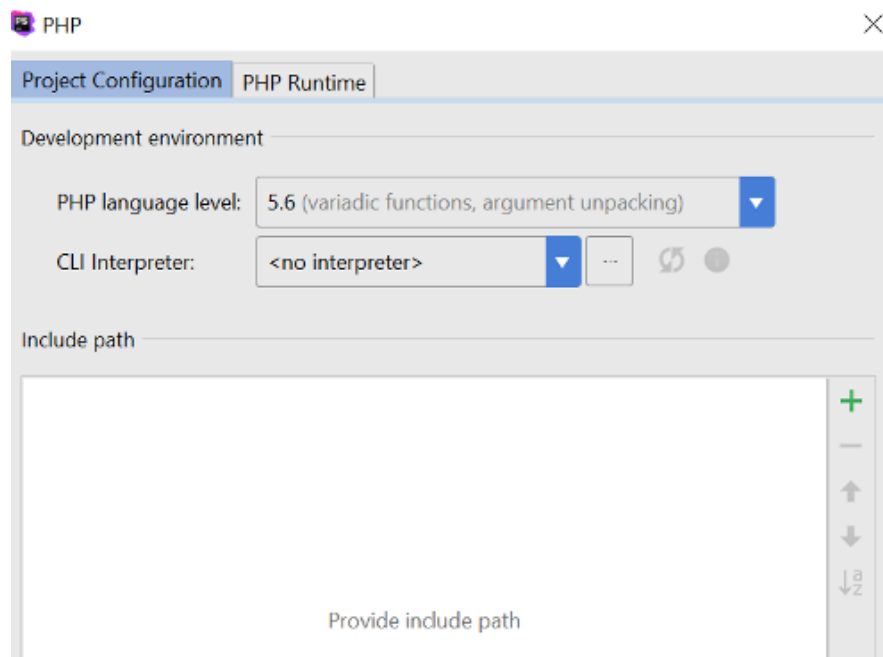 PS PHP
Project Configuration PHP Runtime
Development environment
PHP language level: 5.6 (variadic functions, argument unpacking)
CLI Interpreter: <no interpreter> ...
Include path
a
z
Provide include path